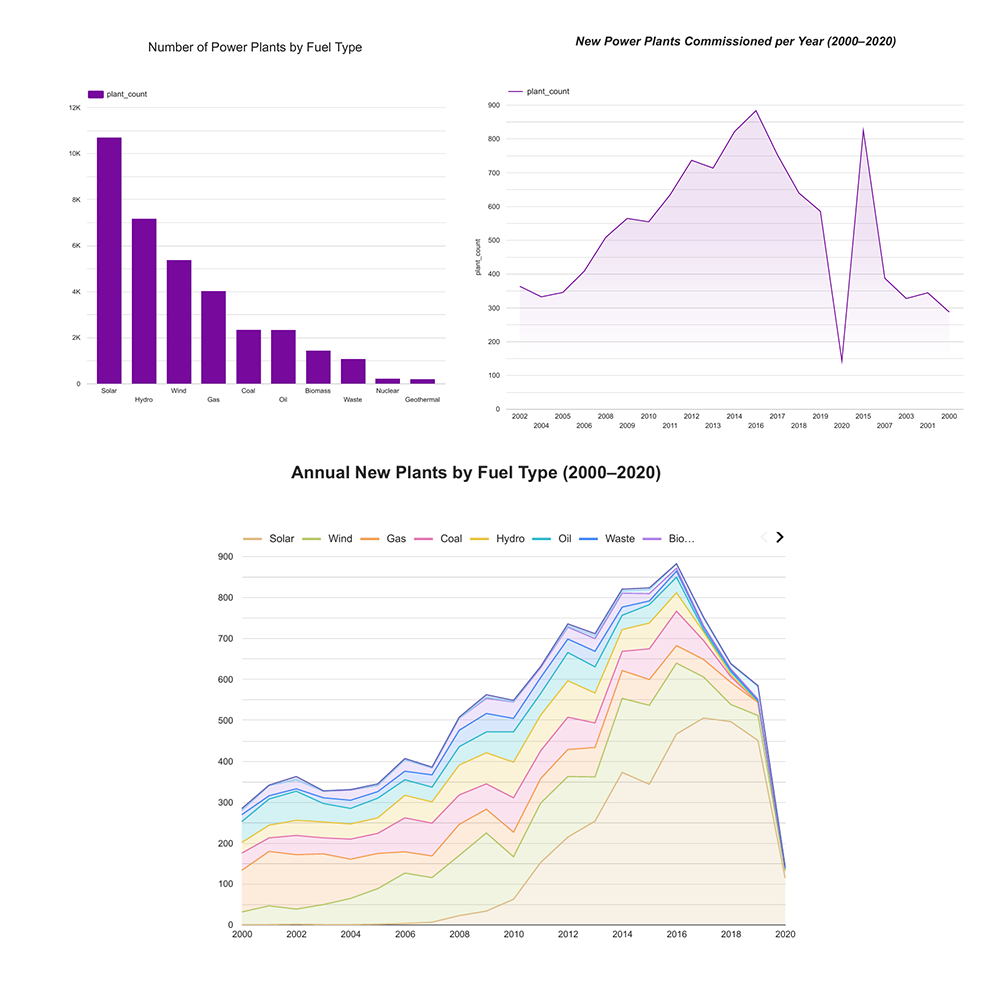 Number of Power Plants by Fuel Type
plant_count
12K
10K
8K
6K
4K
2K
0
Solar Wind Coal Biomass Nuclear
Hydro Gas Oil Waste Geothermal
New Power Plants Commissioned per Year (2000–2020)
plant_count
900
800
700
600
500
400
300
200
100
0
plant_count
2002 2005 2008 2010 2012 2014 2017 2019 2015 2003 2000
2004 2006 2009 2011 2013 2016 2018 2020 2007 2001
Annual New Plants by Fuel Type (2000–2020)
Solar Wind Gas Coal Hydro Oil Waste Bio…
900
800
700
600
500
400
300
200
100
0
2000 2002 2004 2006 2008 2010 2012 2014 2016 2018 2020